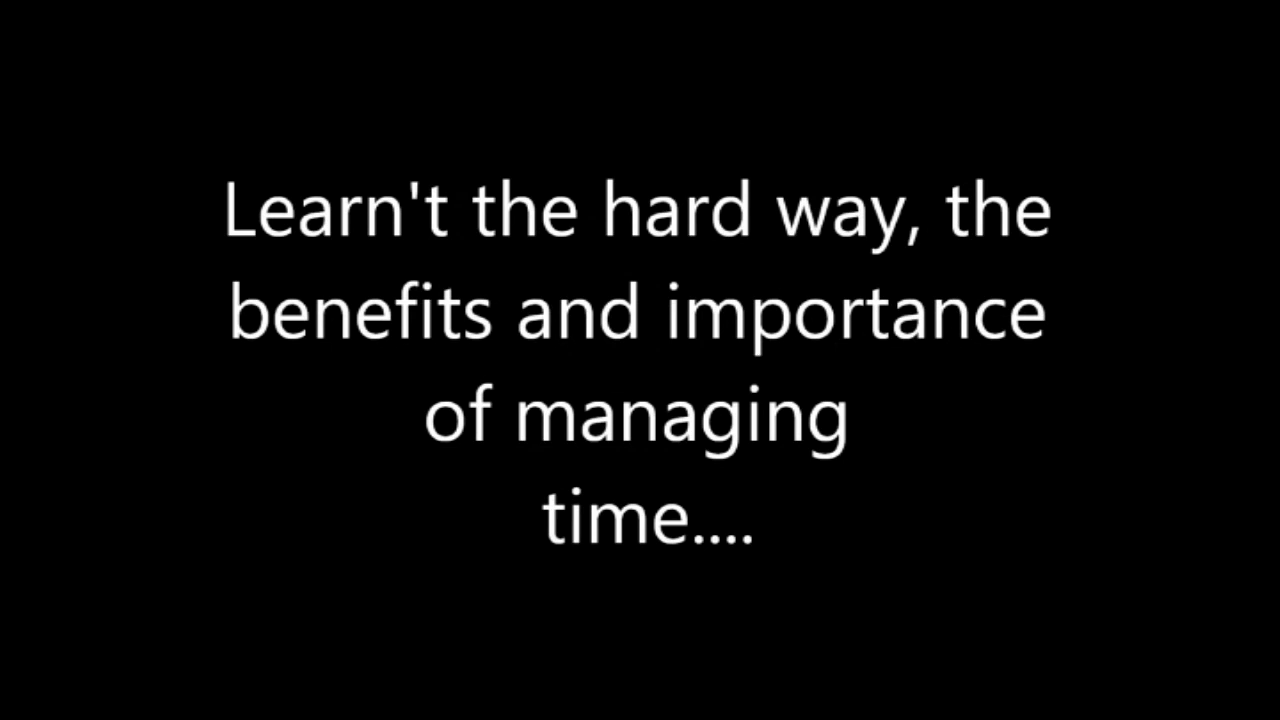 Learn't the hard way, the
benefits and importance
of managing
time....